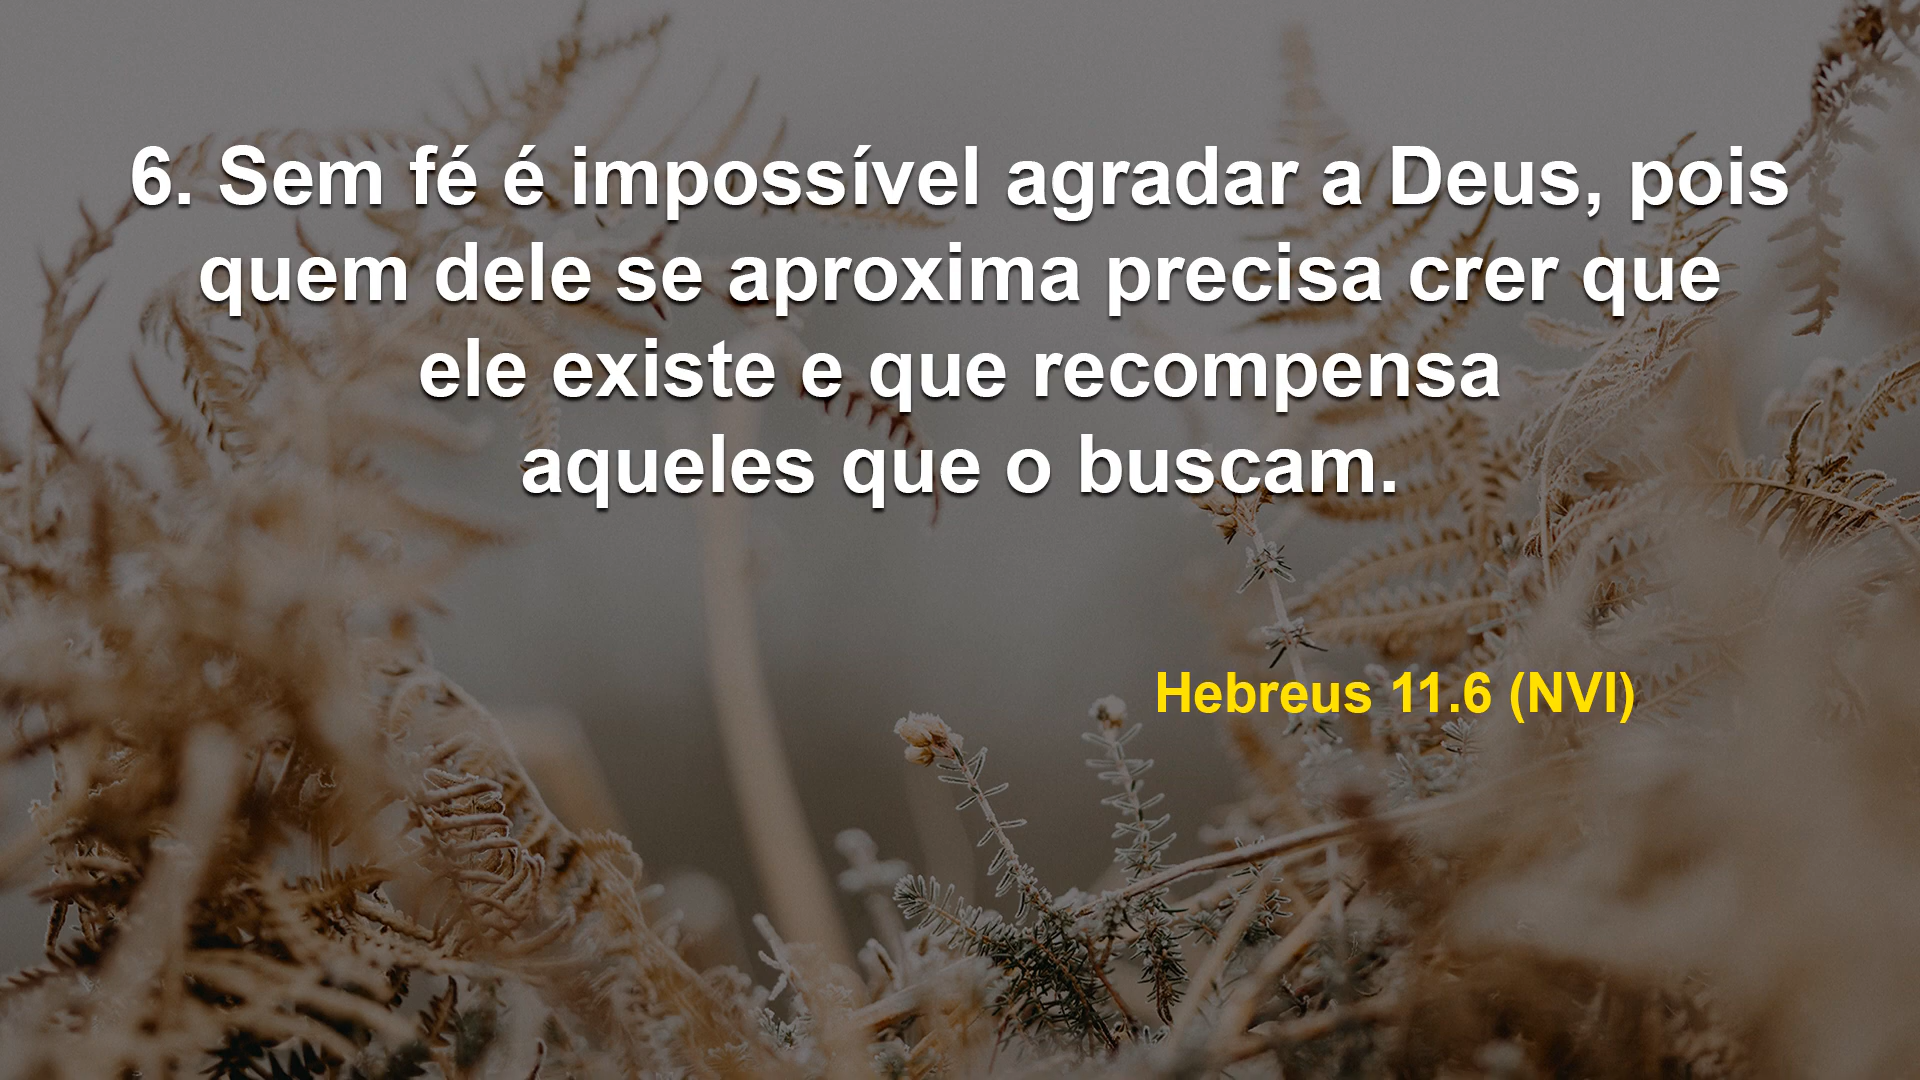 6. Sem fé é impossível agradar a Deus, pois
quem dele se aproxima precisa crer que
ele existe e que recompensa
aqueles que o buscam.
Hebreus 11.6 (NVI)